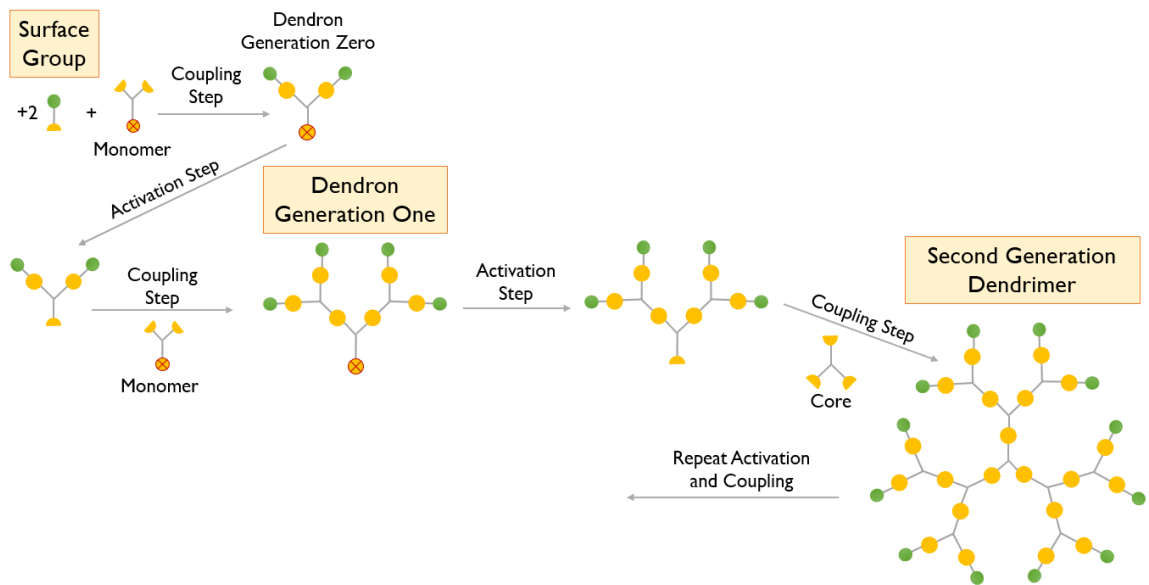 Surface
Group
Dendron
Generation Zero
Coupling
Step
+2
+
Monomer
Activation Step
Dendron
Generation One
Coupling
Step
Monomer
Activation
Step
Coupling Step
Core
Second Generation
Dendrimer
Repeat Activation
and Coupling